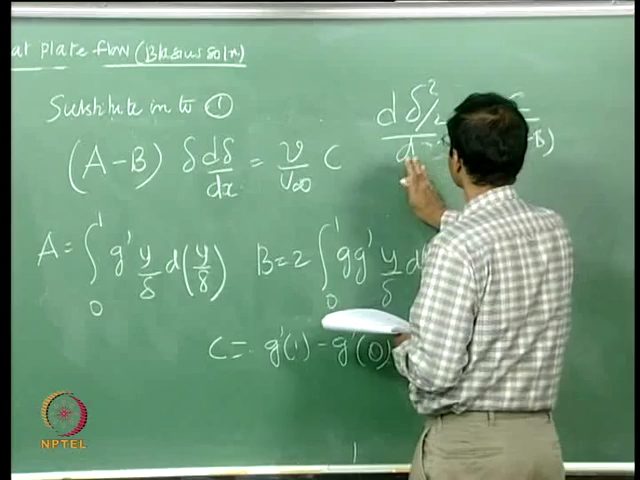 at plate flow (Blasius soln)
Substitute in to ①
(A-B) δ dδ/dx = ν/U∞ C
d δ²/2 / d
-B)
A = ∫₀¹ g' y/δ d(y/δ) B = 2 ∫₀¹ gg' y/δ d(
C = g'(1) - g'(0)
NPTEL